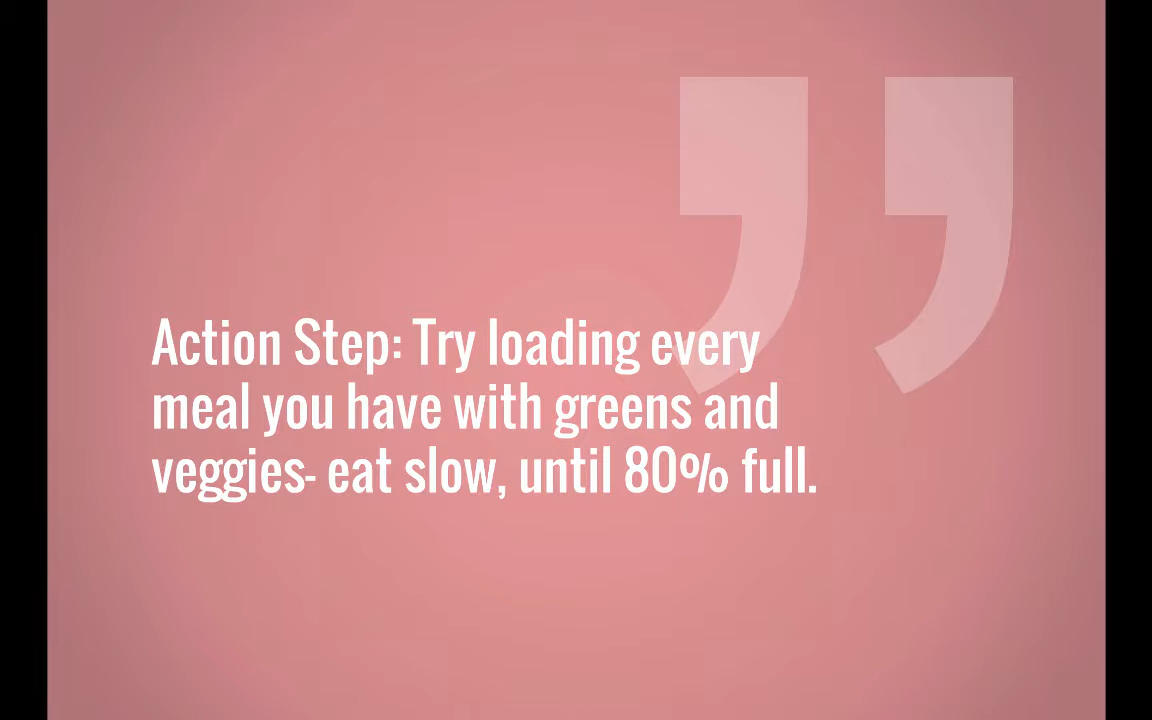 Action Step: Try loading every
meal you have with greens and
veggies- eat slow, until 80% full.